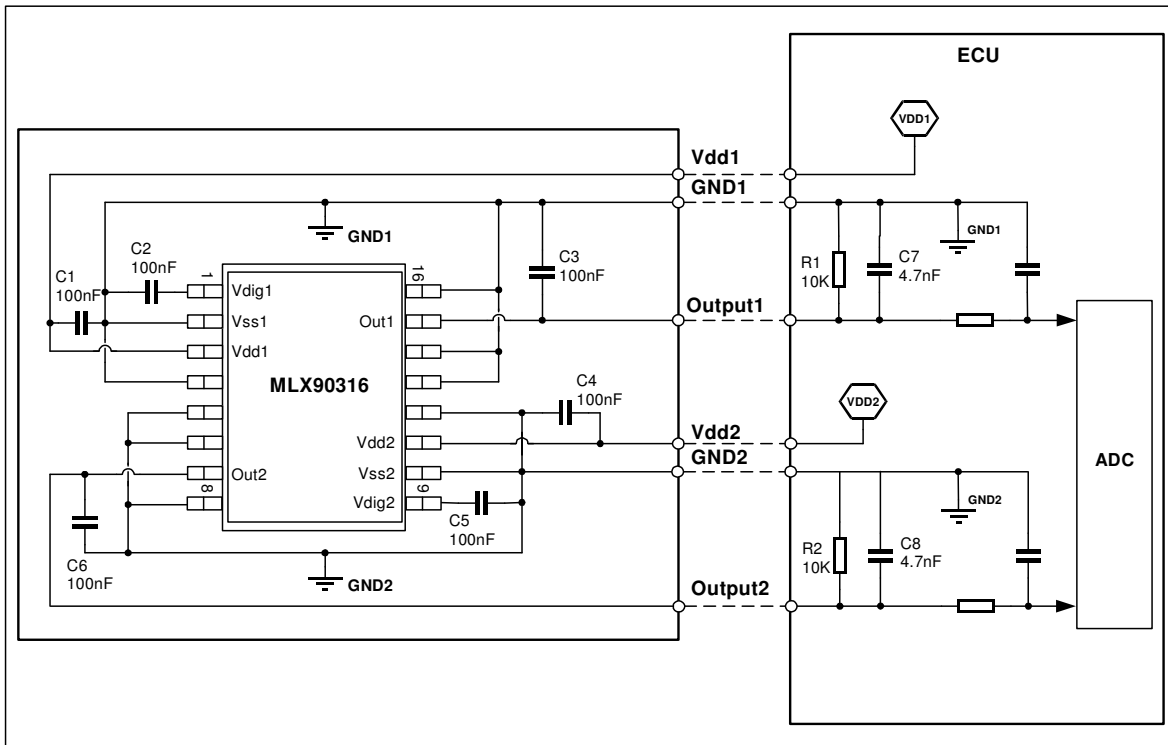 ECU
VDD1
Vdd1
GND1
GND1
C2
100nF
C1
100nF
1
16
C3
100nF
GND1
R1
10K
C7
4.7nF
Vdig1
Vss1
Out1
Output1
Vdd1
MLX90316
C4
100nF
VDD2
Vdd2
Vdd2
GND2
ADC
Out2
Vss2
8
9
Vdig2
C5
100nF
GND2
C6
100nF
GND2
R2
10K
C8
4.7nF
Output2